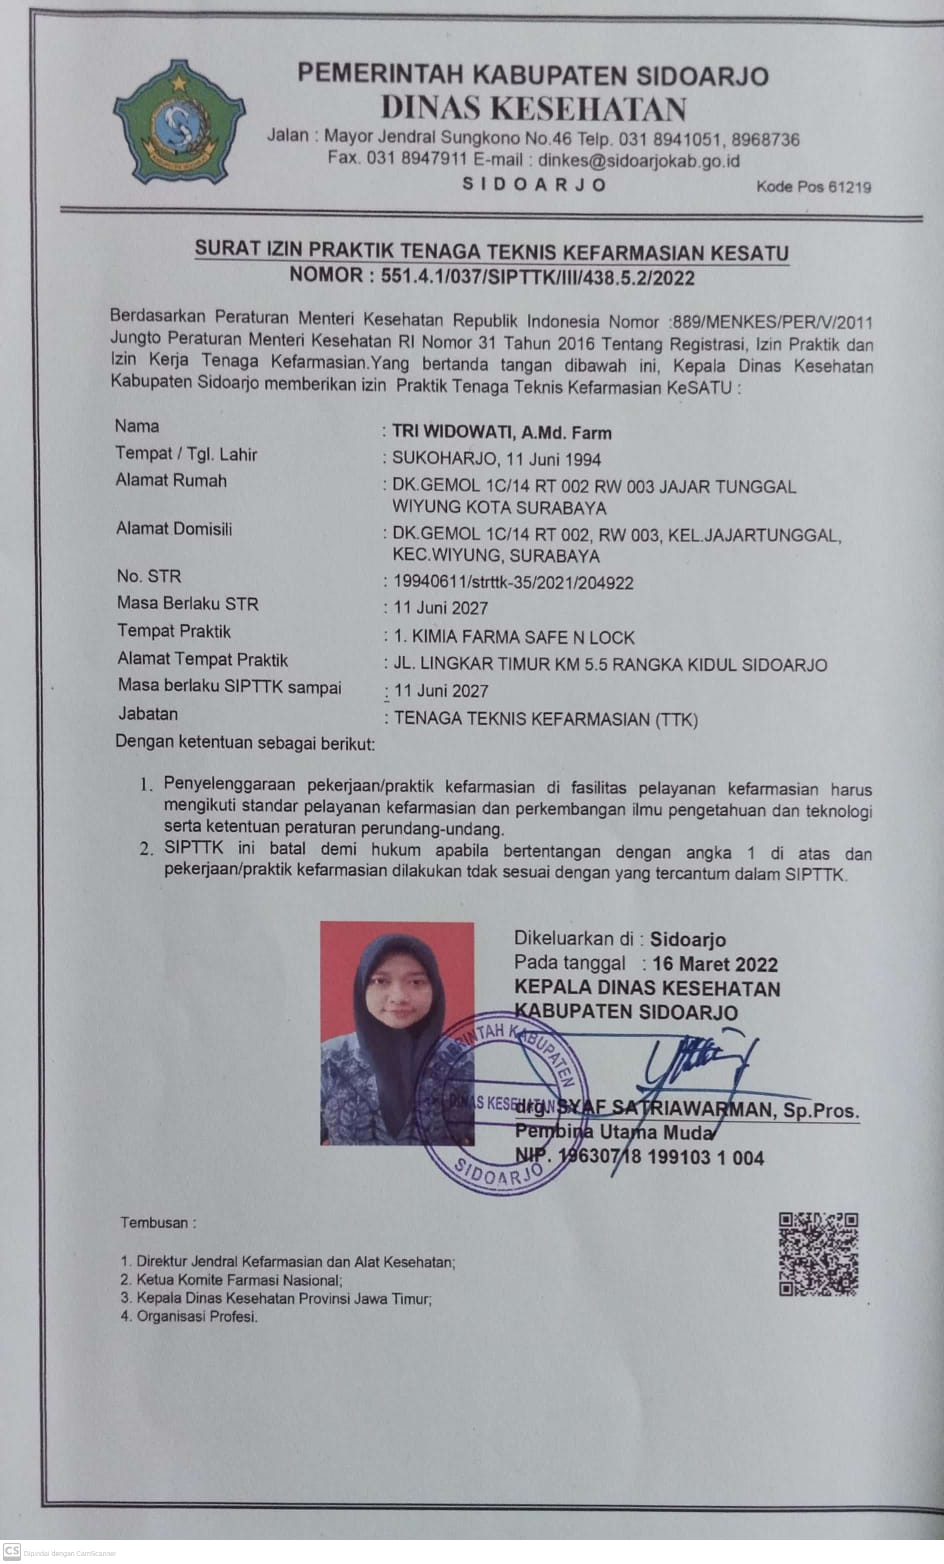 PEMERINTAH KABUPATEN SIDOARJO
DINAS KESEHATAN
Jalan : Mayor Jendral Sungkono No.46 Telp. 031 8941051, 8968736
Fax. 031 8947911 E-mail : dinkes@sidoarjokab.go.id
S I D O A R J O
Kode Pos 61219
SURAT IZIN PRAKTIK TENAGA TEKNIS KEFARMASIAN KESATU
NOMOR : 551.4.1/037/SIPTTK/III/438.5.2/2022
Berdasarkan Peraturan Menteri Kesehatan Republik Indonesia Nomor :889/MENKES/PER/V/2011
Jungto Peraturan Menteri Kesehatan RI Nomor 31 Tahun 2016 Tentang Registrasi, Izin Praktik dan
Izin Kerja Tenaga Kefarmasian.Yang bertanda tangan dibawah ini, Kepala Dinas Kesehatan
Kabupaten Sidoarjo memberikan izin Praktik Tenaga Teknis Kefarmasian KeSATU :
Nama : TRI WIDOWATI, A.Md. Farm
Tempat / Tgl. Lahir : SUKOHARJO, 11 Juni 1994
Alamat Rumah : DK.GEMOL 1C/14 RT 002 RW 003 JAJAR TUNGGAL
WIYUNG KOTA SURABAYA
Alamat Domisili : DK.GEMOL 1C/14 RT 002, RW 003, KEL.JAJARTUNGGAL,
KEC.WIYUNG, SURABAYA
No. STR : 19940611/strttk-35/2021/204922
Masa Berlaku STR : 11 Juni 2027
Tempat Praktik : 1. KIMIA FARMA SAFE N LOCK
Alamat Tempat Praktik : JL. LINGKAR TIMUR KM 5.5 RANGKA KIDUL SIDOARJO
Masa berlaku SIPTTK sampai : 11 Juni 2027
Jabatan : TENAGA TEKNIS KEFARMASIAN (TTK)
Dengan ketentuan sebagai berikut:
1. Penyelenggaraan pekerjaan/praktik kefarmasian di fasilitas pelayanan kefarmasian harus
mengikuti standar pelayanan kefarmasian dan perkembangan ilmu pengetahuan dan teknologi
serta ketentuan peraturan perundang-undang.
2. SIPTTK ini batal demi hukum apabila bertentangan dengan angka 1 di atas dan
pekerjaan/praktik kefarmasian dilakukan tdak sesuai dengan yang tercantum dalam SIPTTK.
Dikeluarkan di : Sidoarjo
Pada tanggal : 16 Maret 2022
KEPALA DINAS KESEHATAN
KABUPATEN SIDOARJO
PEMERINTAH KABUPATEN
DINAS KESEHATAN
SIDOARJO
drg. SYAF SATRIAWARMAN, Sp.Pros.
Pembina Utama Muda
NIP. 19630718 199103 1 004
Tembusan :
1. Direktur Jendral Kefarmasian dan Alat Kesehatan;
2. Ketua Komite Farmasi Nasional;
3. Kepala Dinas Kesehatan Provinsi Jawa Timur;
4. Organisasi Profesi.
CS Dipindai dengan CamScanner